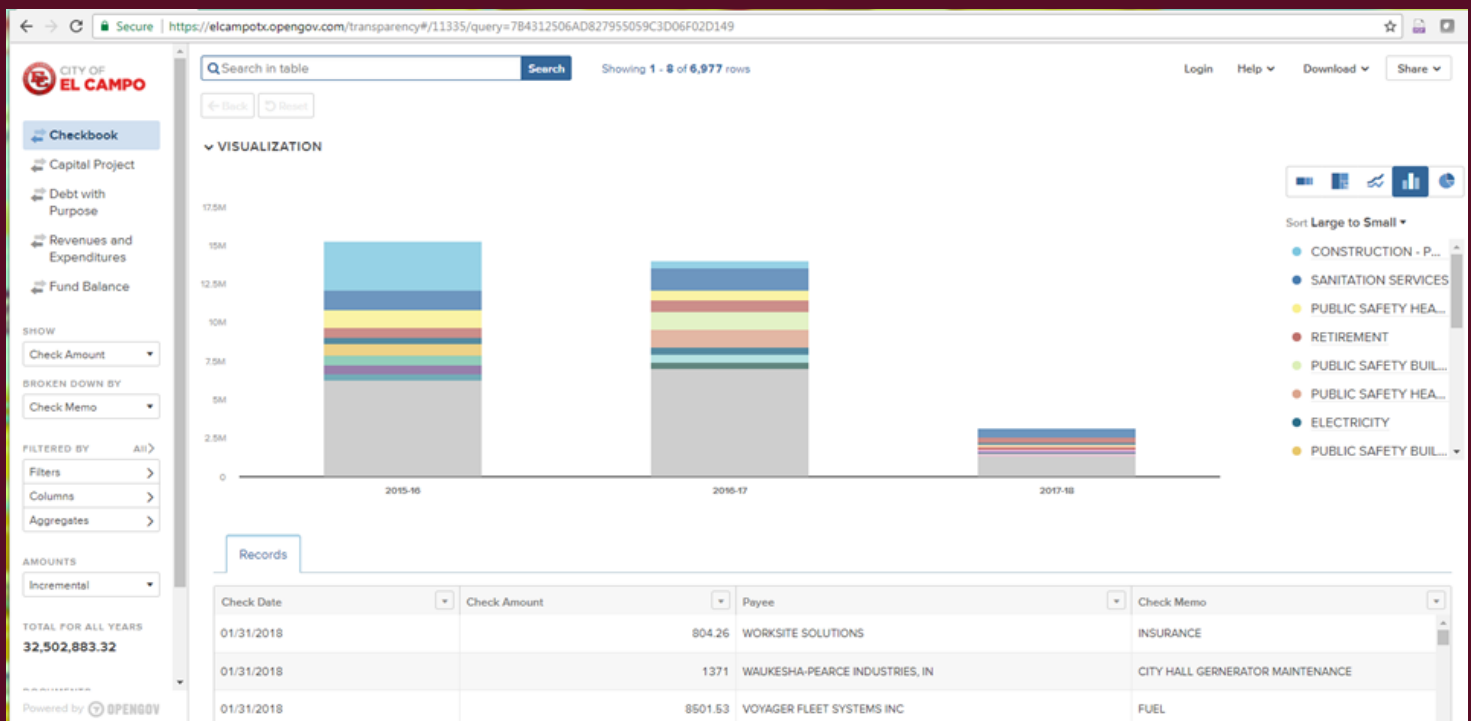 Secure | https://elcampotx.opengov.com/transparency#/11335/query=7B4312506AD827955059C3D06F02D149
CITY OF
EL CAMPO
Checkbook
Capital Project
Debt with
Purpose
Revenues and
Expenditures
Fund Balance
SHOW
Check Amount
BROKEN DOWN BY
Check Memo
FILTERED BY All
Filters
Columns
Aggregates
AMOUNTS
Incremental
TOTAL FOR ALL YEARS
32,502,883.32
Powered by OPENGOV
Search in table Search Showing 1 - 8 of 6,977 rows Login Help Download Share
Back Reset
VISUALIZATION
17.5M
15M
12.5M
10M
7.5M
5M
2.5M
0
2015-16 2016-17 2017-18
Sort Large to Small
CONSTRUCTION - P...
SANITATION SERVICES
PUBLIC SAFETY HEA...
RETIREMENT
PUBLIC SAFETY BUIL...
PUBLIC SAFETY HEA...
ELECTRICITY
PUBLIC SAFETY BUIL...
Records
Check Date Check Amount Payee Check Memo
01/31/2018 804.26 WORKSITE SOLUTIONS INSURANCE
01/31/2018 1371 WAUKESHA-PEARCE INDUSTRIES, IN CITY HALL GERNERATOR MAINTENANCE
01/31/2018 8501.53 VOYAGER FLEET SYSTEMS INC FUEL